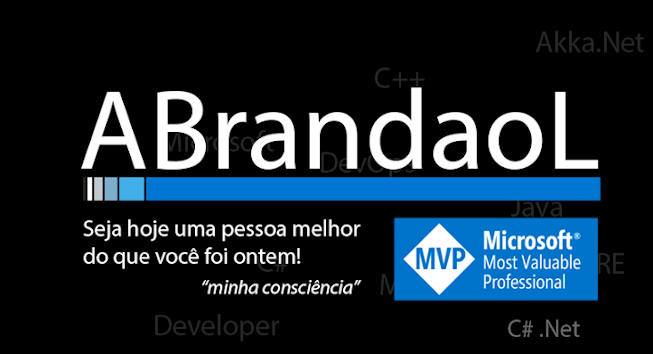 Akka.Net
C++
ABrandaoL
Microsoft
DevOps
Java
Seja hoje uma pessoa melhor
do que você foi ontem!
“minha consciência”
MVP
Microsoft®
Most Valuable
Professional
C#
Developer
C# .Net